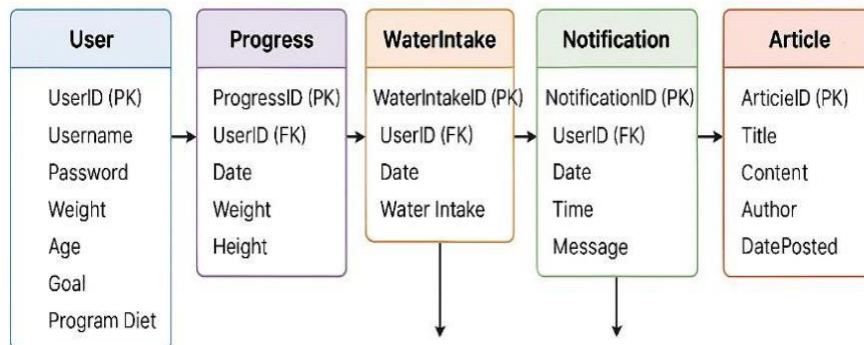 User
UserID (PK)
Username
Password
Weight
Age
Goal
Program Diet
Progress
ProgressID (PK)
UserID (FK)
Date
Weight
Height
WaterIntake
WaterIntakeID (PK)
UserID (FK)
Date
Water Intake
Notification
NotificationID (PK)
UserID (FK)
Date
Time
Message
Article
ArticieID (PK)
Title
Content
Author
DatePosted